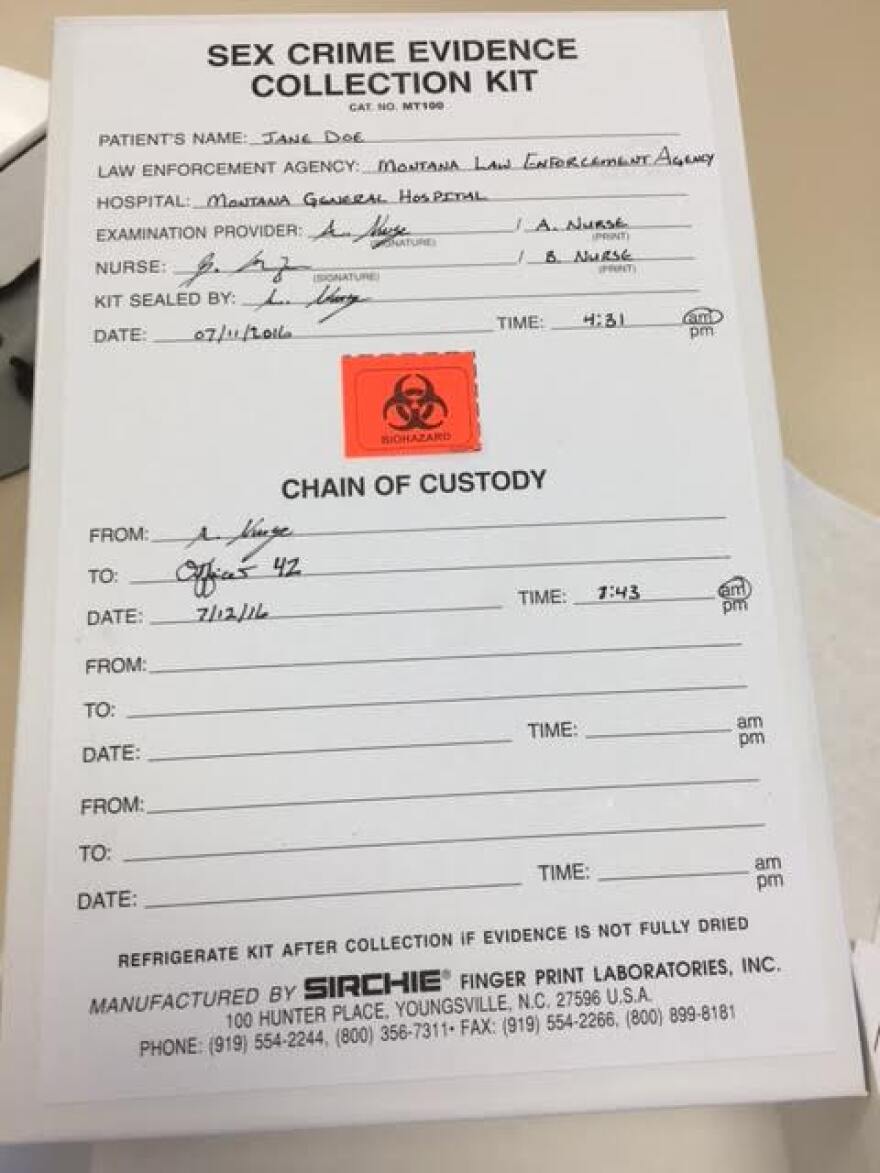 SEX CRIME EVIDENCE
COLLECTION KIT
CAT. NO. MT100
PATIENT'S NAME: JANE DOE
LAW ENFORCEMENT AGENCY: MONTANA LAW ENFORCEMENT AGENCY
HOSPITAL: MONTANA GENERAL HOSPITAL
EXAMINATION PROVIDER: A. Nurse / A. NURSE
(SIGNATURE) (PRINT)
NURSE: / B. NURSE
(SIGNATURE) (PRINT)
KIT SEALED BY: A. Nurse
DATE: 07/11/2016 TIME: 4:31 am
pm
BIOHAZARD
CHAIN OF CUSTODY
FROM: A. Nurse
TO: Officer 42
DATE: 7/12/16 TIME: :43 am
pm
FROM:
TO:
DATE: TIME: am
pm
FROM:
TO:
DATE: TIME: am
pm
REFRIGERATE KIT AFTER COLLECTION IF EVIDENCE IS NOT FULLY DRIED
MANUFACTURED BY SIRCHIE® FINGER PRINT LABORATORIES, INC.
100 HUNTER PLACE, YOUNGSVILLE, N.C. 27596 U.S.A.
PHONE: (919) 554-2244, (800) 356-7311• FAX: (919) 554-2266, (800) 899-8181